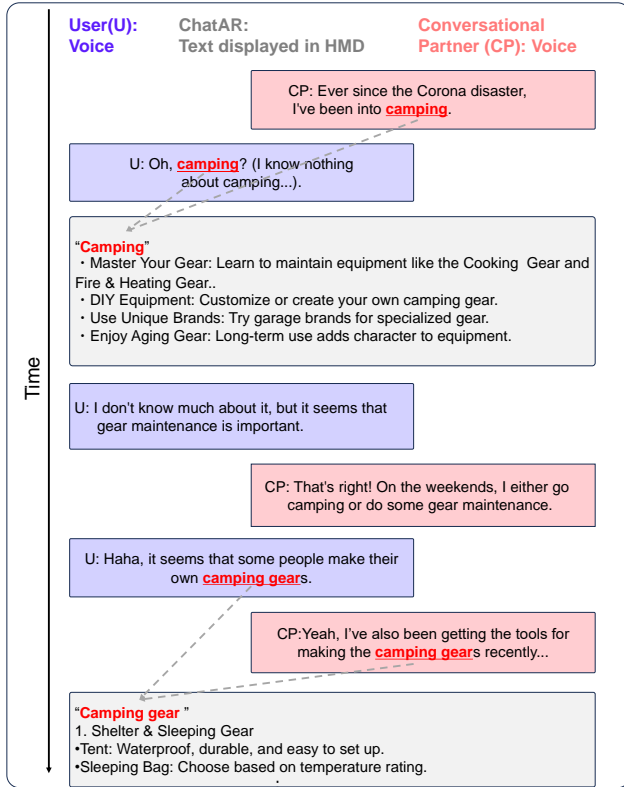 User(U):
Voice
ChatAR:
Text displayed in HMD
Conversational
Partner (CP): Voice
CP: Ever since the Corona disaster,
I've been into camping.
U: Oh, camping? (I know nothing
about camping...).
“Camping”
・Master Your Gear: Learn to maintain equipment like the Cooking Gear and
Fire & Heating Gear..
・DIY Equipment: Customize or create your own camping gear.
・Use Unique Brands: Try garage brands for specialized gear.
・Enjoy Aging Gear: Long-term use adds character to equipment.
Time
U: I don't know much about it, but it seems that
gear maintenance is important.
CP: That's right! On the weekends, I either go
camping or do some gear maintenance.
U: Haha, it seems that some people make their
own camping gears.
CP:Yeah, I've also been getting the tools for
making the camping gears recently...
“Camping gear ”
1. Shelter & Sleeping Gear
•Tent: Waterproof, durable, and easy to set up.
•Sleeping Bag: Choose based on temperature rating.
.